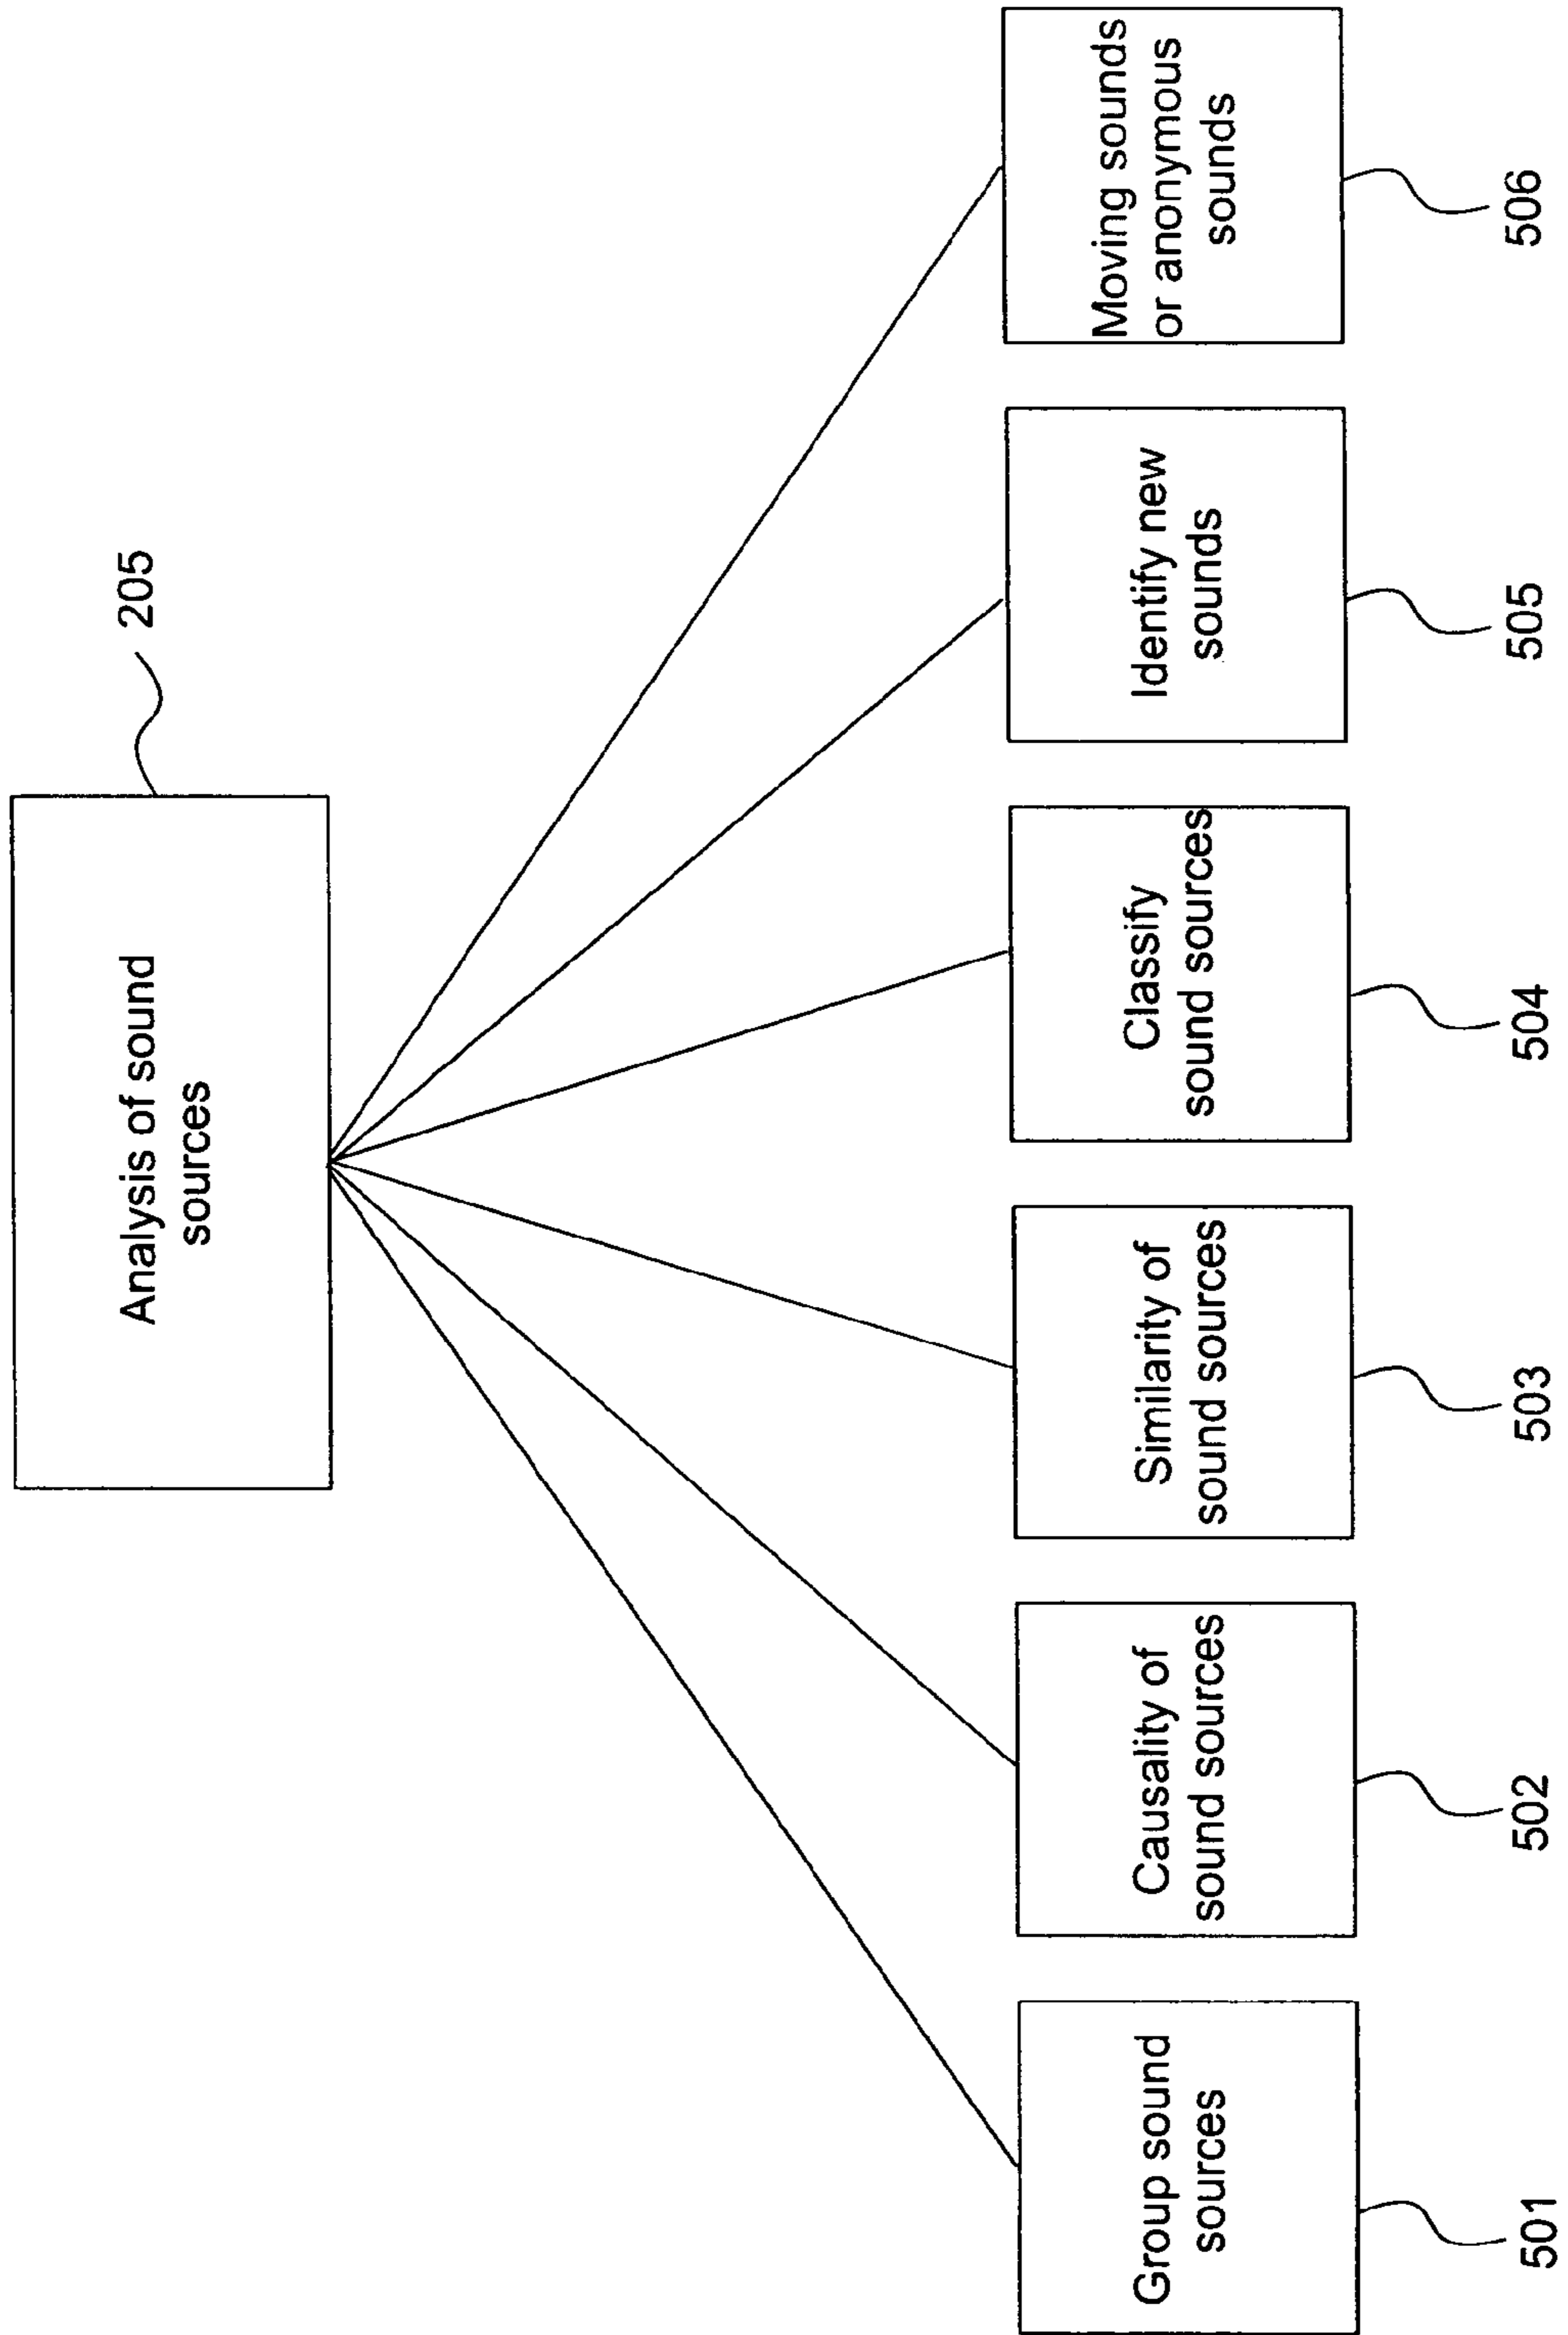 Analysis of sound
sources
205
Group sound
sources
Causality of
sound sources
Similarity of
sound sources
Classify
sound sources
Identify new
sounds
Moving sounds
or anonymous
sounds
501
502
503
504
505
506